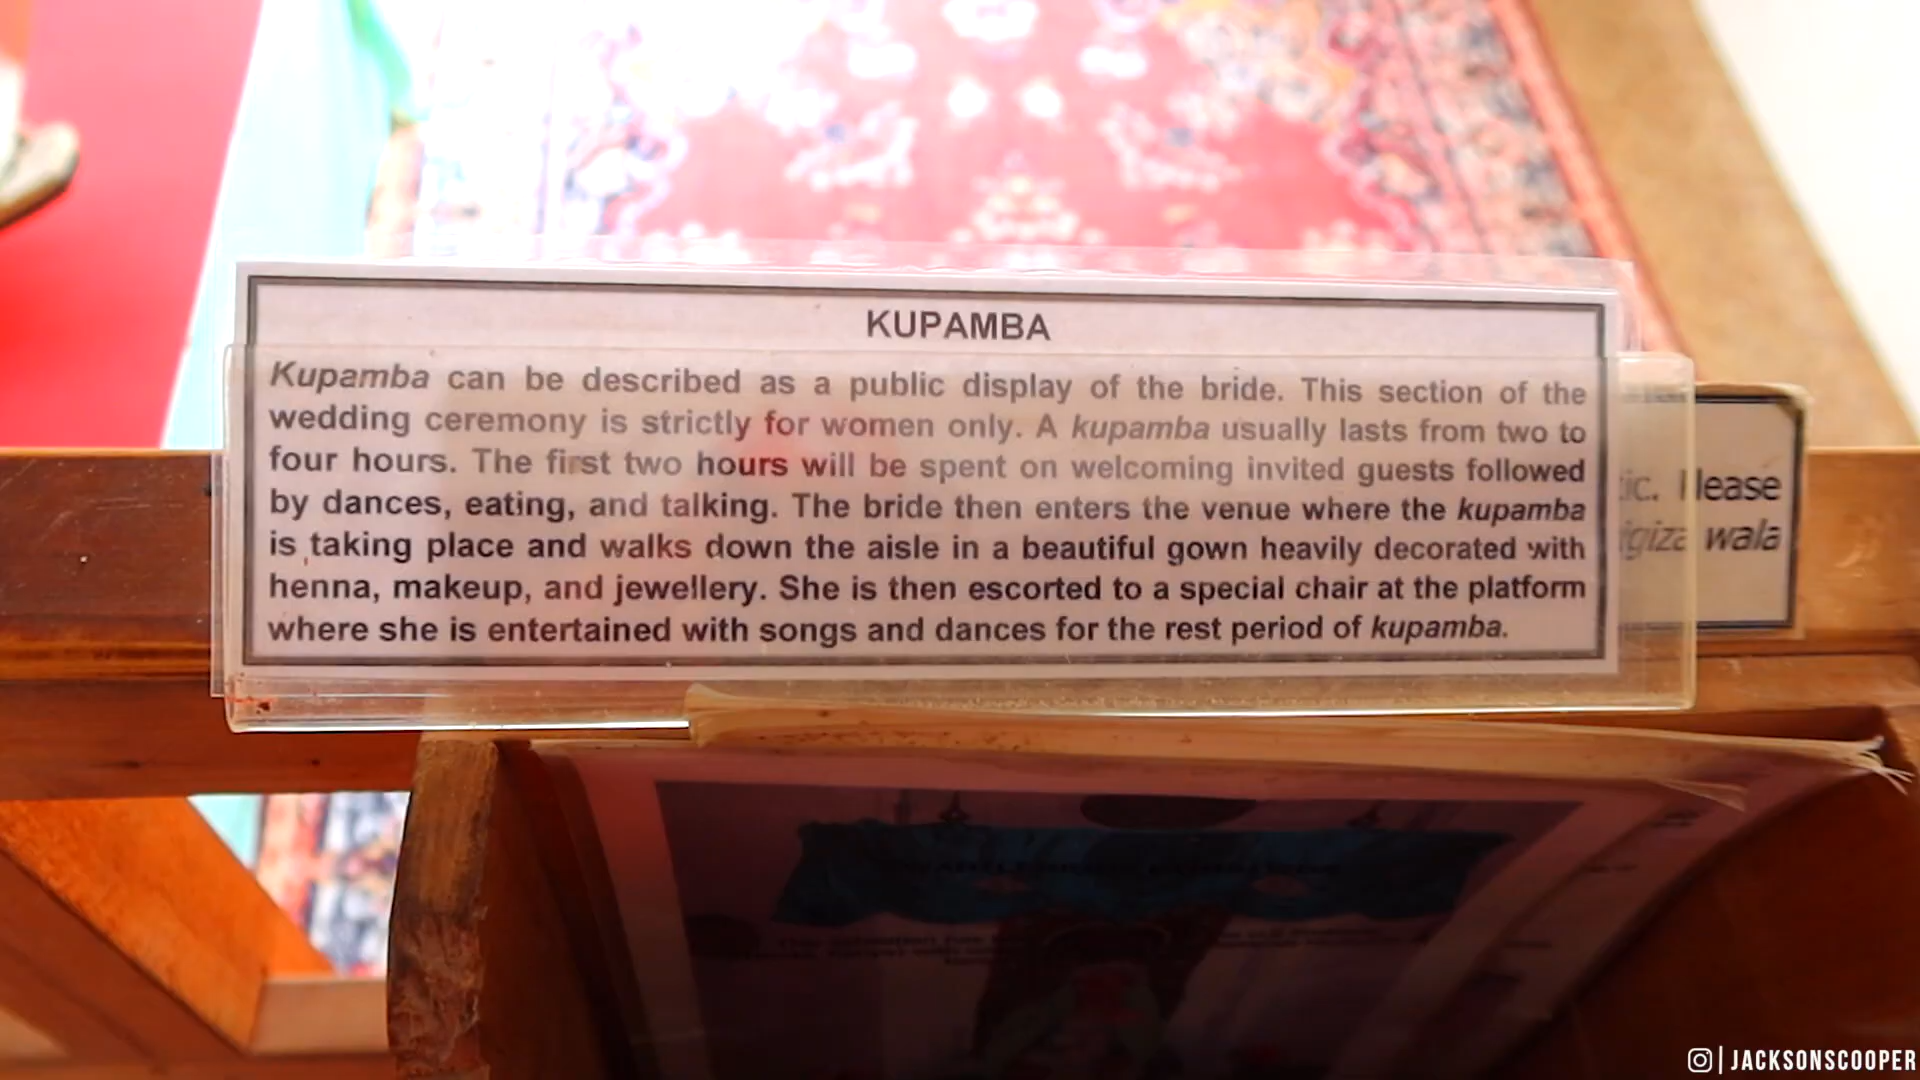 KUPAMBA
Kupamba can be described as a public display of the bride. This section of the
wedding ceremony is strictly for women only. A kupamba usually lasts from two to
four hours. The first two hours will be spent on welcoming invited guests followed
by dances, eating, and talking. The bride then enters the venue where the kupamba
is taking place and walks down the aisle in a beautiful gown heavily decorated with
henna, makeup, and jewellery. She is then escorted to a special chair at the platform
where she is entertained with songs and dances for the rest period of kupamba.
wala
JACKSONSCOOPER